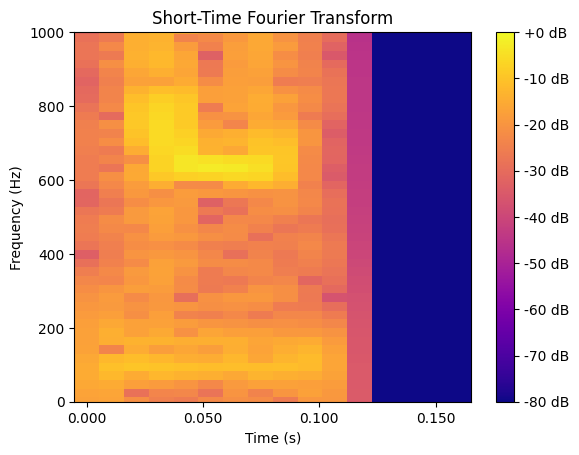 Short-Time Fourier Transform
1000
800
600
400
200
0
Frequency (Hz)
0.000
0.050
0.100
0.150
Time (s)
+0 dB
-10 dB
-20 dB
-30 dB
-40 dB
-50 dB
-60 dB
-70 dB
-80 dB